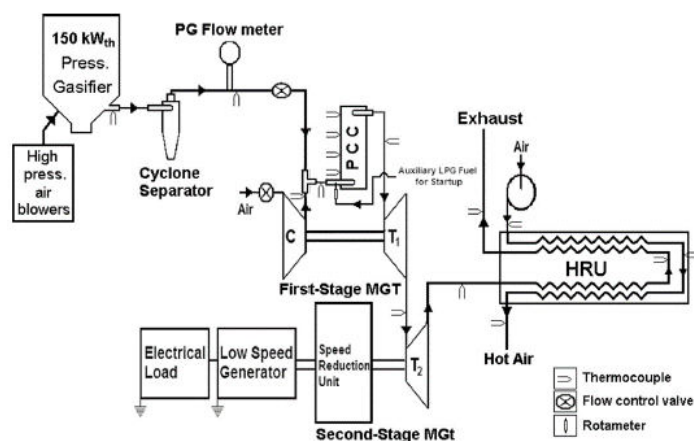 150 kWth
Press.
Gasifier
High
press.
air
blowers
Cyclone
Separator
PG Flow meter
PCC
Auxiliary LPG Fuel
for Startup
Air
C
T1
First-Stage MGT
Exhaust
Air
HRU
Hot Air
Electrical
Load
Low Speed
Generator
Speed
Reduction
Unit
T2
Second-Stage MGt
Thermocouple
Flow control valve
Rotameter